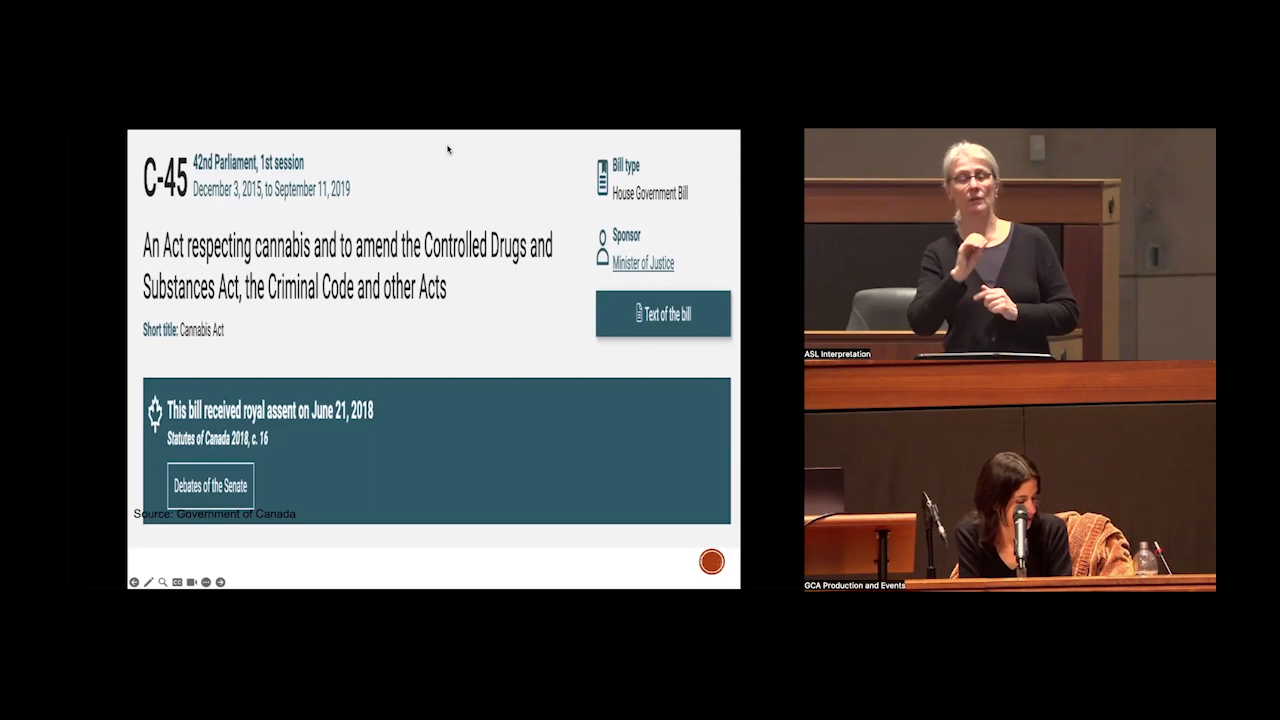 C-45
42nd Parliament, 1st session
December 3, 2015, to September 11, 2019
An Act respecting cannabis and to amend the Controlled Drugs and
Substances Act, the Criminal Code and other Acts
Short title: Cannabis Act
Bill type
House Government Bill
Sponsor
Minister of Justice
Text of the bill
This bill received royal assent on June 21, 2018
Statutes of Canada 2018, c. 16
Debates of the Senate
Source: Government of Canada
ASL Interpretation
GCA Production and Events